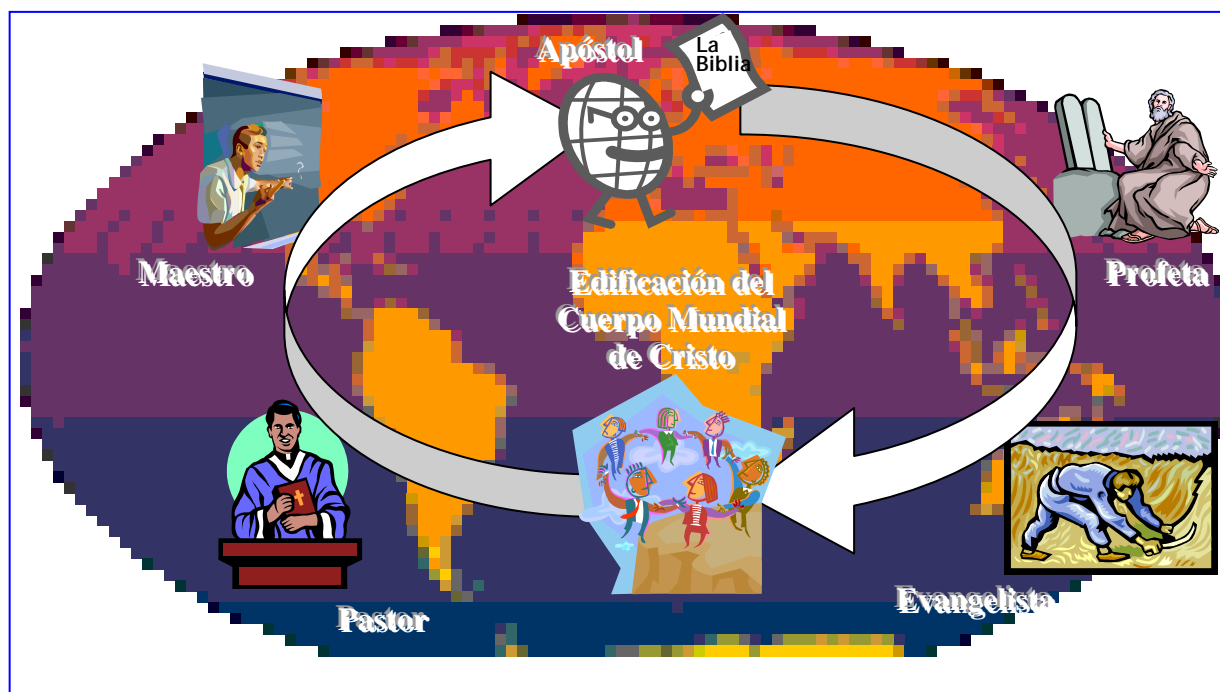 Apóstol
La
Biblia
Maestro
Profeta
Edificación del
Cuerpo Mundial
de Cristo
Pastor
Evangelista